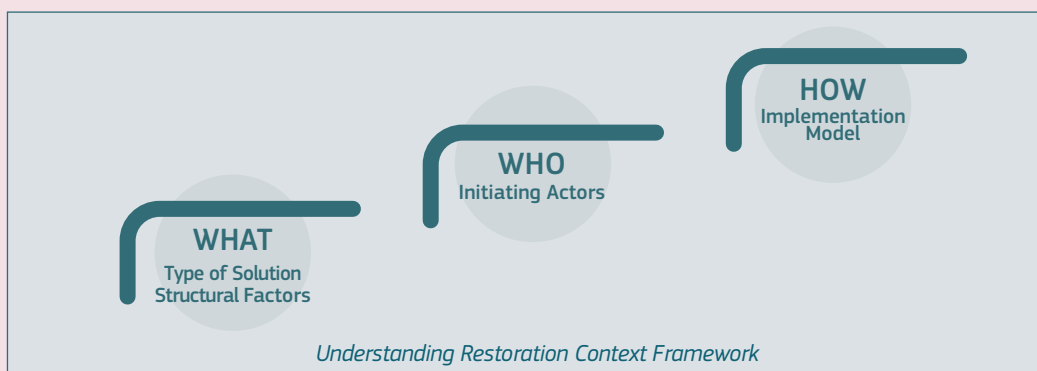 WHAT
Type of Solution
Structural Factors
WHO
Initiating Actors
HOW
Implementation
Model
Understanding Restoration Context Framework